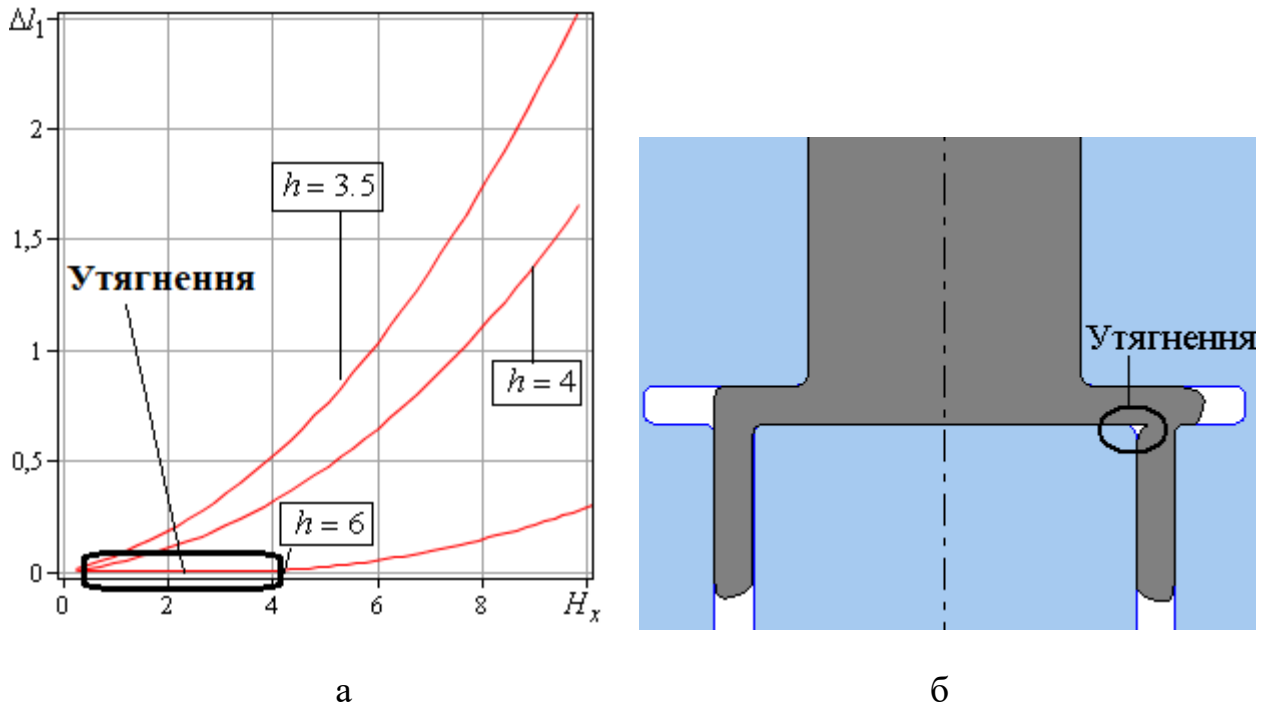 Δl₁
2
1,5
1
0,5
0
0
2
4
6
8
Hₓ
h = 3.5
Утягнення
h = 4
h = 6
Утягнення
а
б